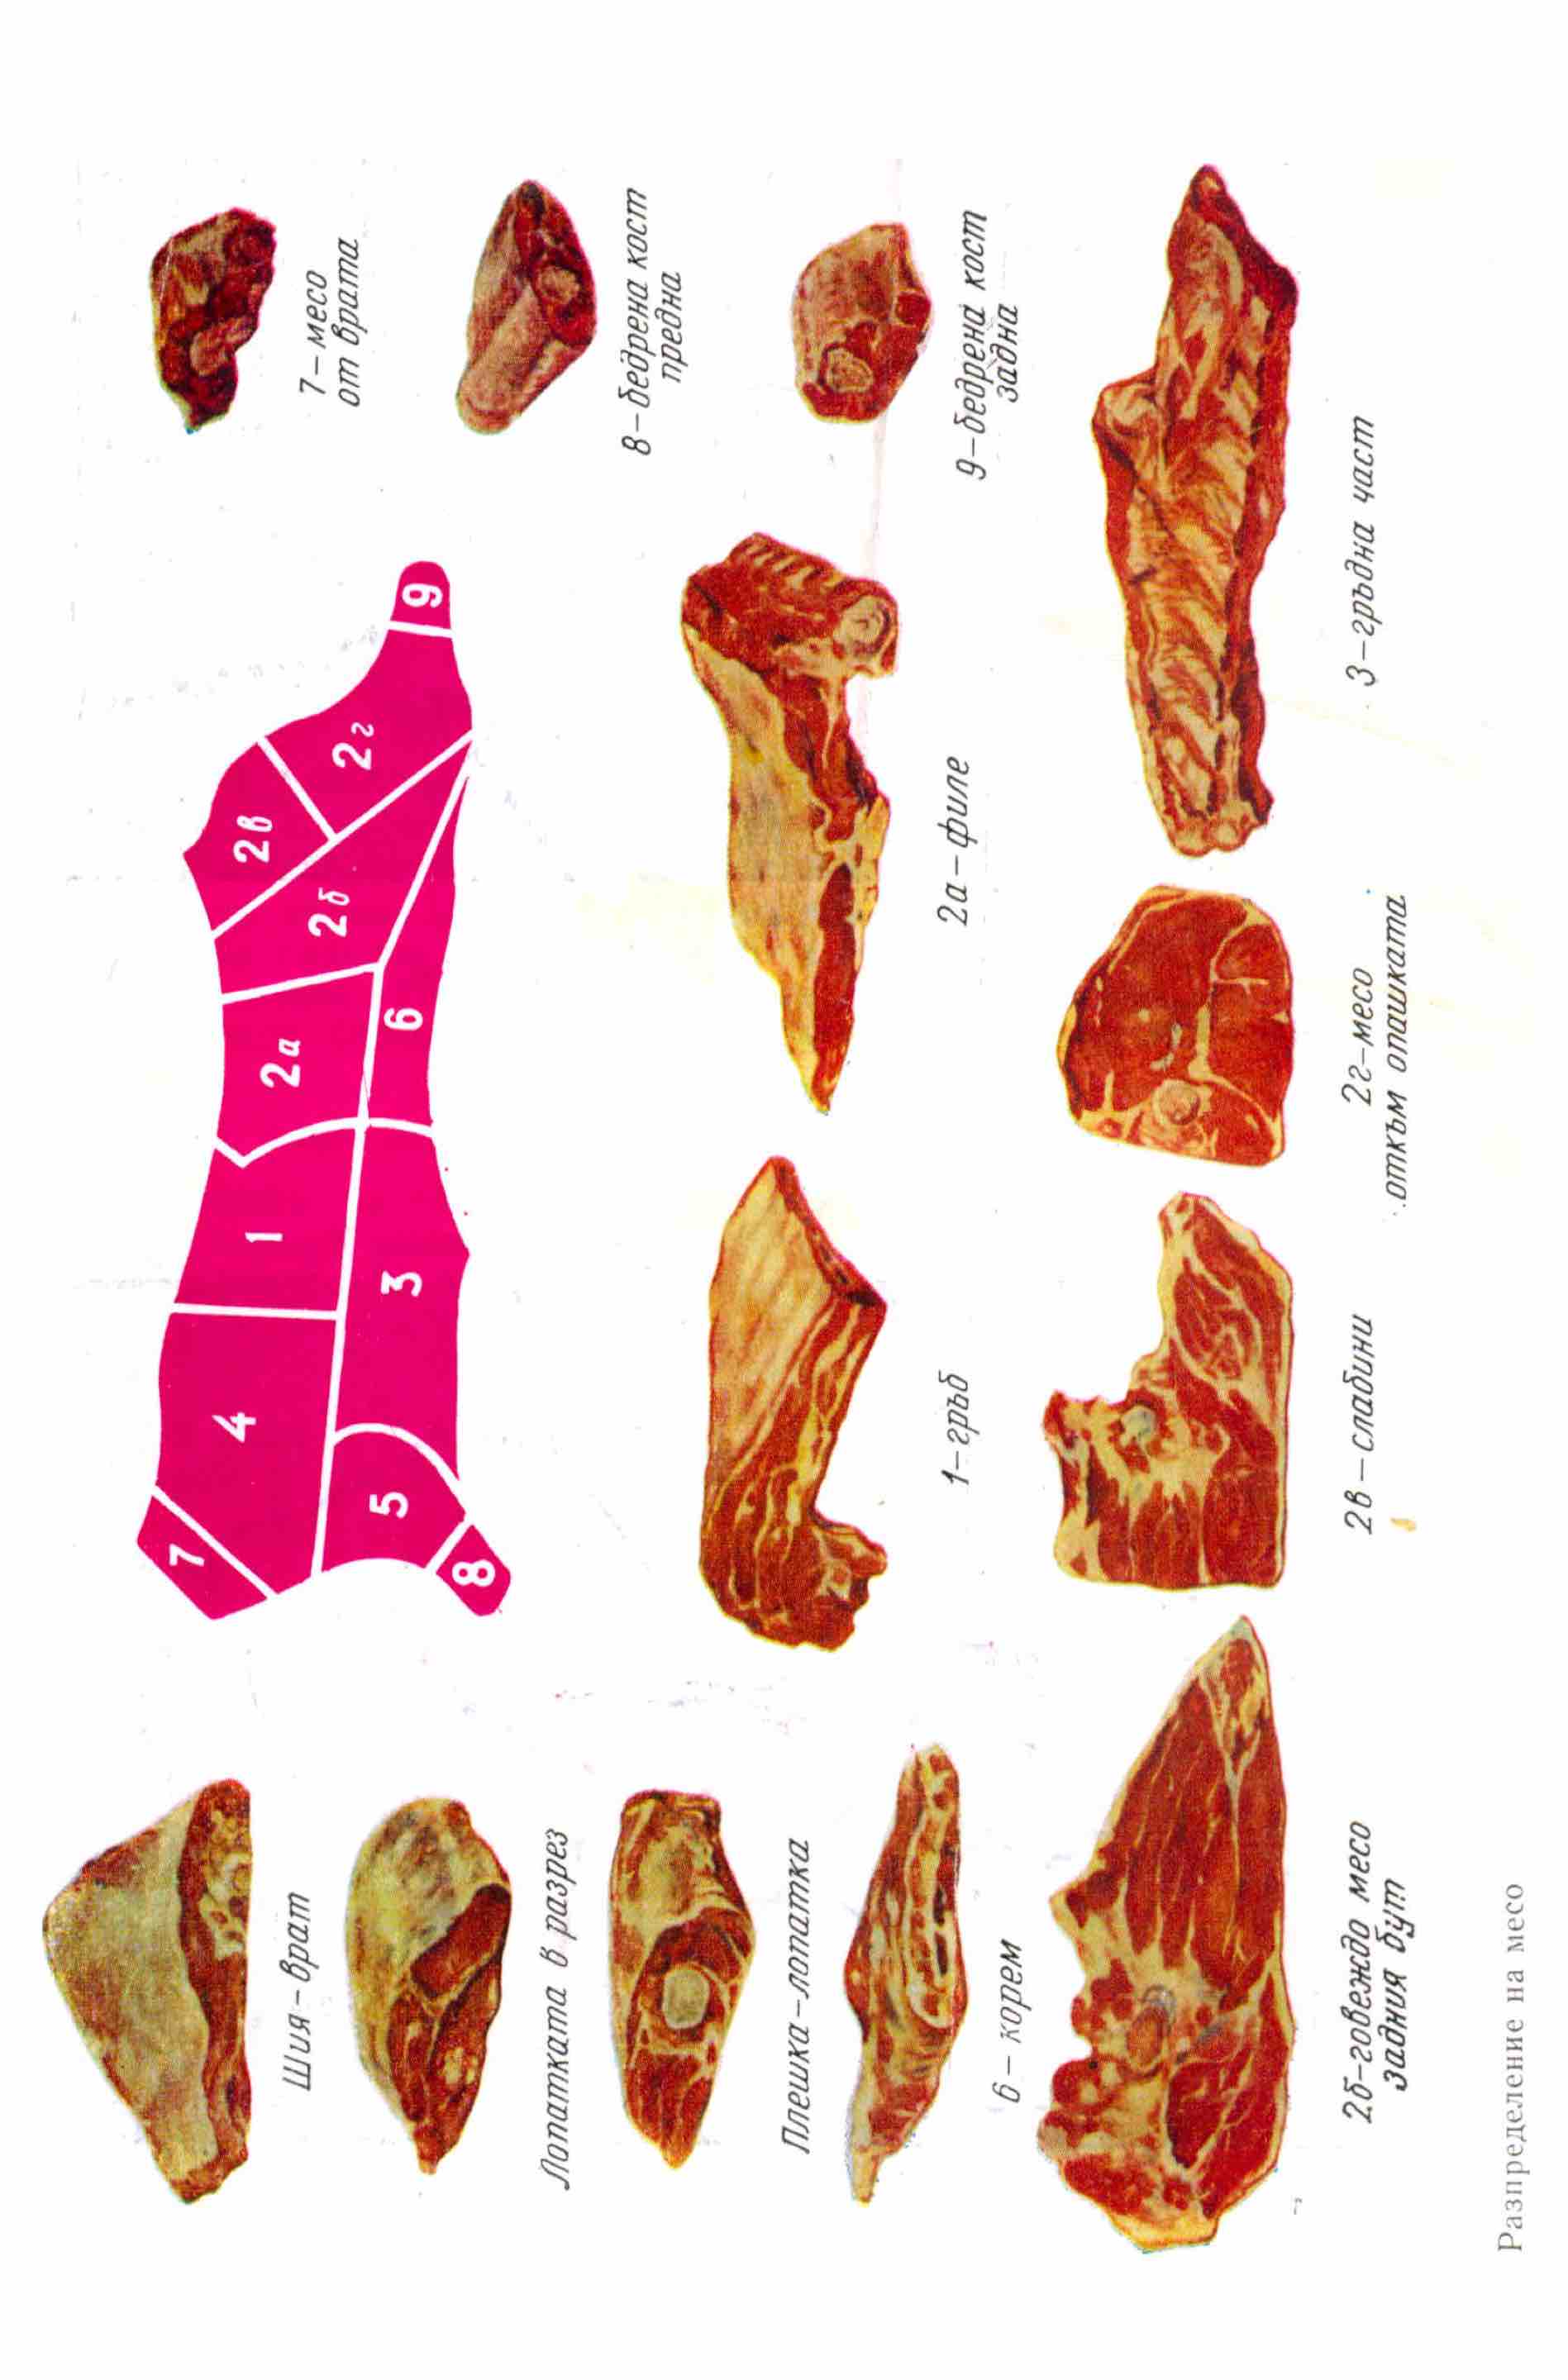 Шия-врат
Лопатката в разрез
Плешка-лопатка
6-корем
7
8
4
5
1
3
2а
6
2б
2в
2г
9
7-месо
от врата
8-бедрена кост
предна
9-бедрена кост
задна
1-гръб
2а-филе
2б-говеждо месо
задния бут
2в-слабини
2г-месо
откъм опашката
3-гръдна част
Разпределение на месо